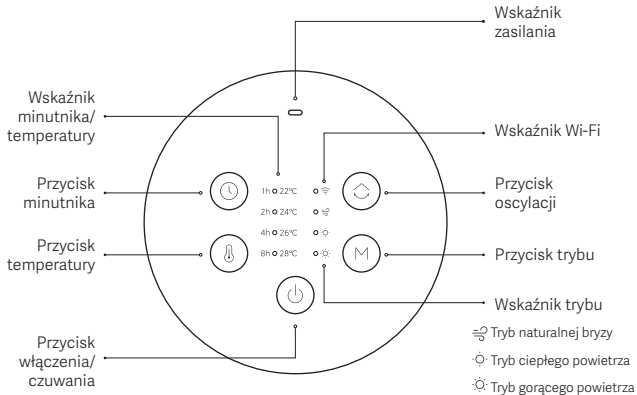 Wskaźnik
zasilania
Wskaźnik
minutnika/
temperatury
Wskaźnik Wi-Fi
Przycisk
minutnika
Przycisk
oscylacji
1h 22°C
2h 24°C
4h 26°C
8h 28°C
M
Przycisk
temperatury
Przycisk trybu
Wskaźnik trybu
Tryb naturalnej bryzy
Tryb ciepłego powietrza
Tryb gorącego powietrza
Przycisk
włączenia/
czuwania